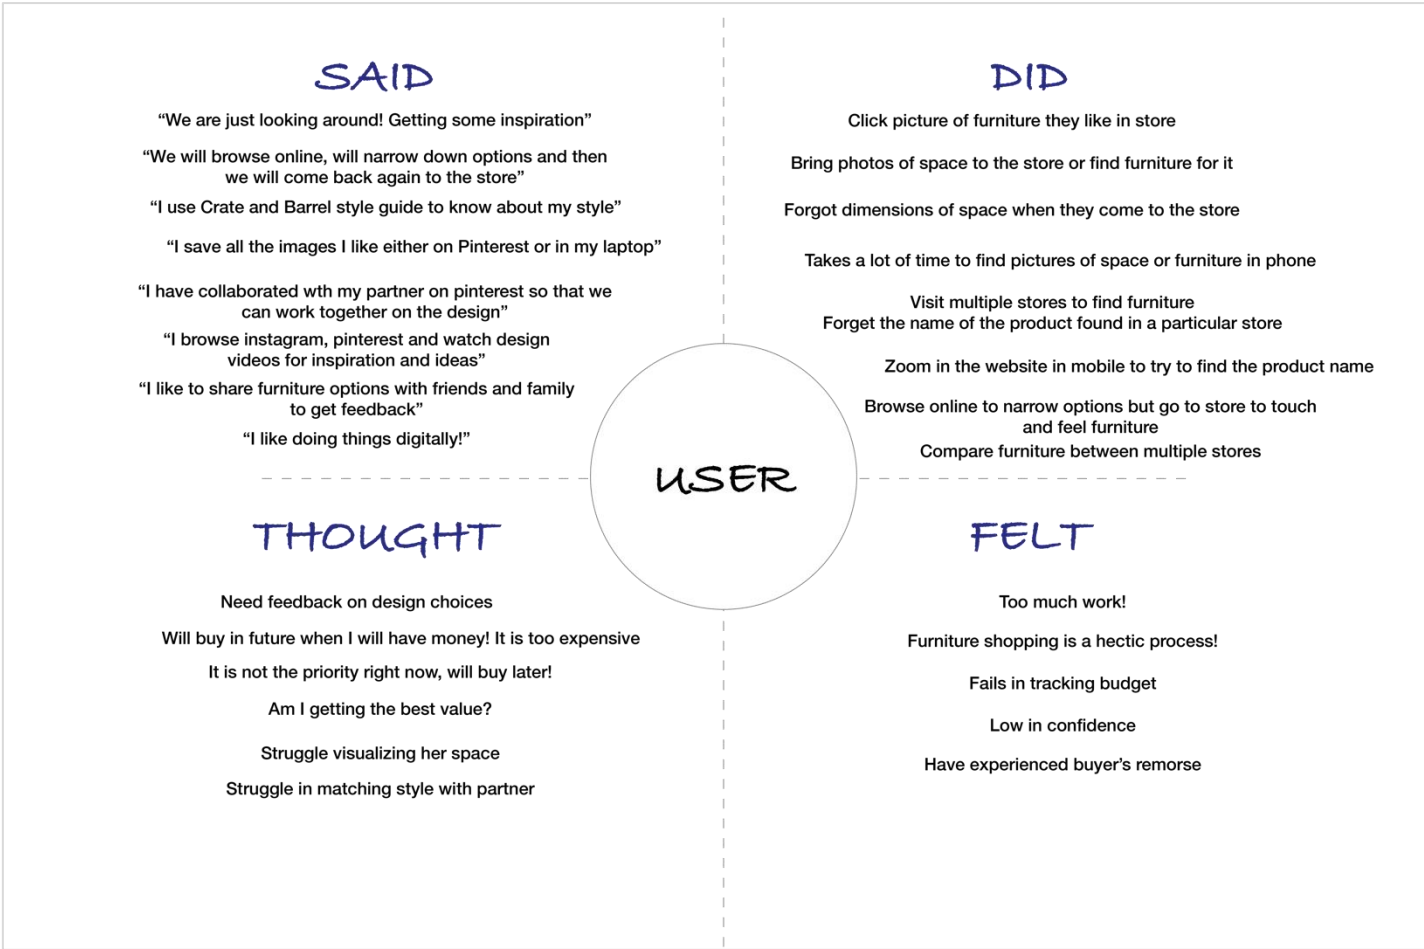 SAID
“We are just looking around! Getting some inspiration”
“We will browse online, will narrow down options and then
we will come back again to the store”
“I use Crate and Barrel style guide to know about my style”
“I save all the images I like either on Pinterest or in my laptop”
“I have collaborated wth my partner on pinterest so that we
can work together on the design”
“I browse instagram, pinterest and watch design
videos for inspiration and ideas”
“I like to share furniture options with friends and family
to get feedback”
“I like doing things digitally!”
DID
Click picture of furniture they like in store
Bring photos of space to the store or find furniture for it
Forgot dimensions of space when they come to the store
Takes a lot of time to find pictures of space or furniture in phone
Visit multiple stores to find furniture
Forget the name of the product found in a particular store
Zoom in the website in mobile to try to find the product name
Browse online to narrow options but go to store to touch
and feel furniture
Compare furniture between multiple stores
USER
THOUGHT
Need feedback on design choices
Will buy in future when I will have money! It is too expensive
It is not the priority right now, will buy later!
Am I getting the best value?
Struggle visualizing her space
Struggle in matching style with partner
FELT
Too much work!
Furniture shopping is a hectic process!
Fails in tracking budget
Low in confidence
Have experienced buyer’s remorse